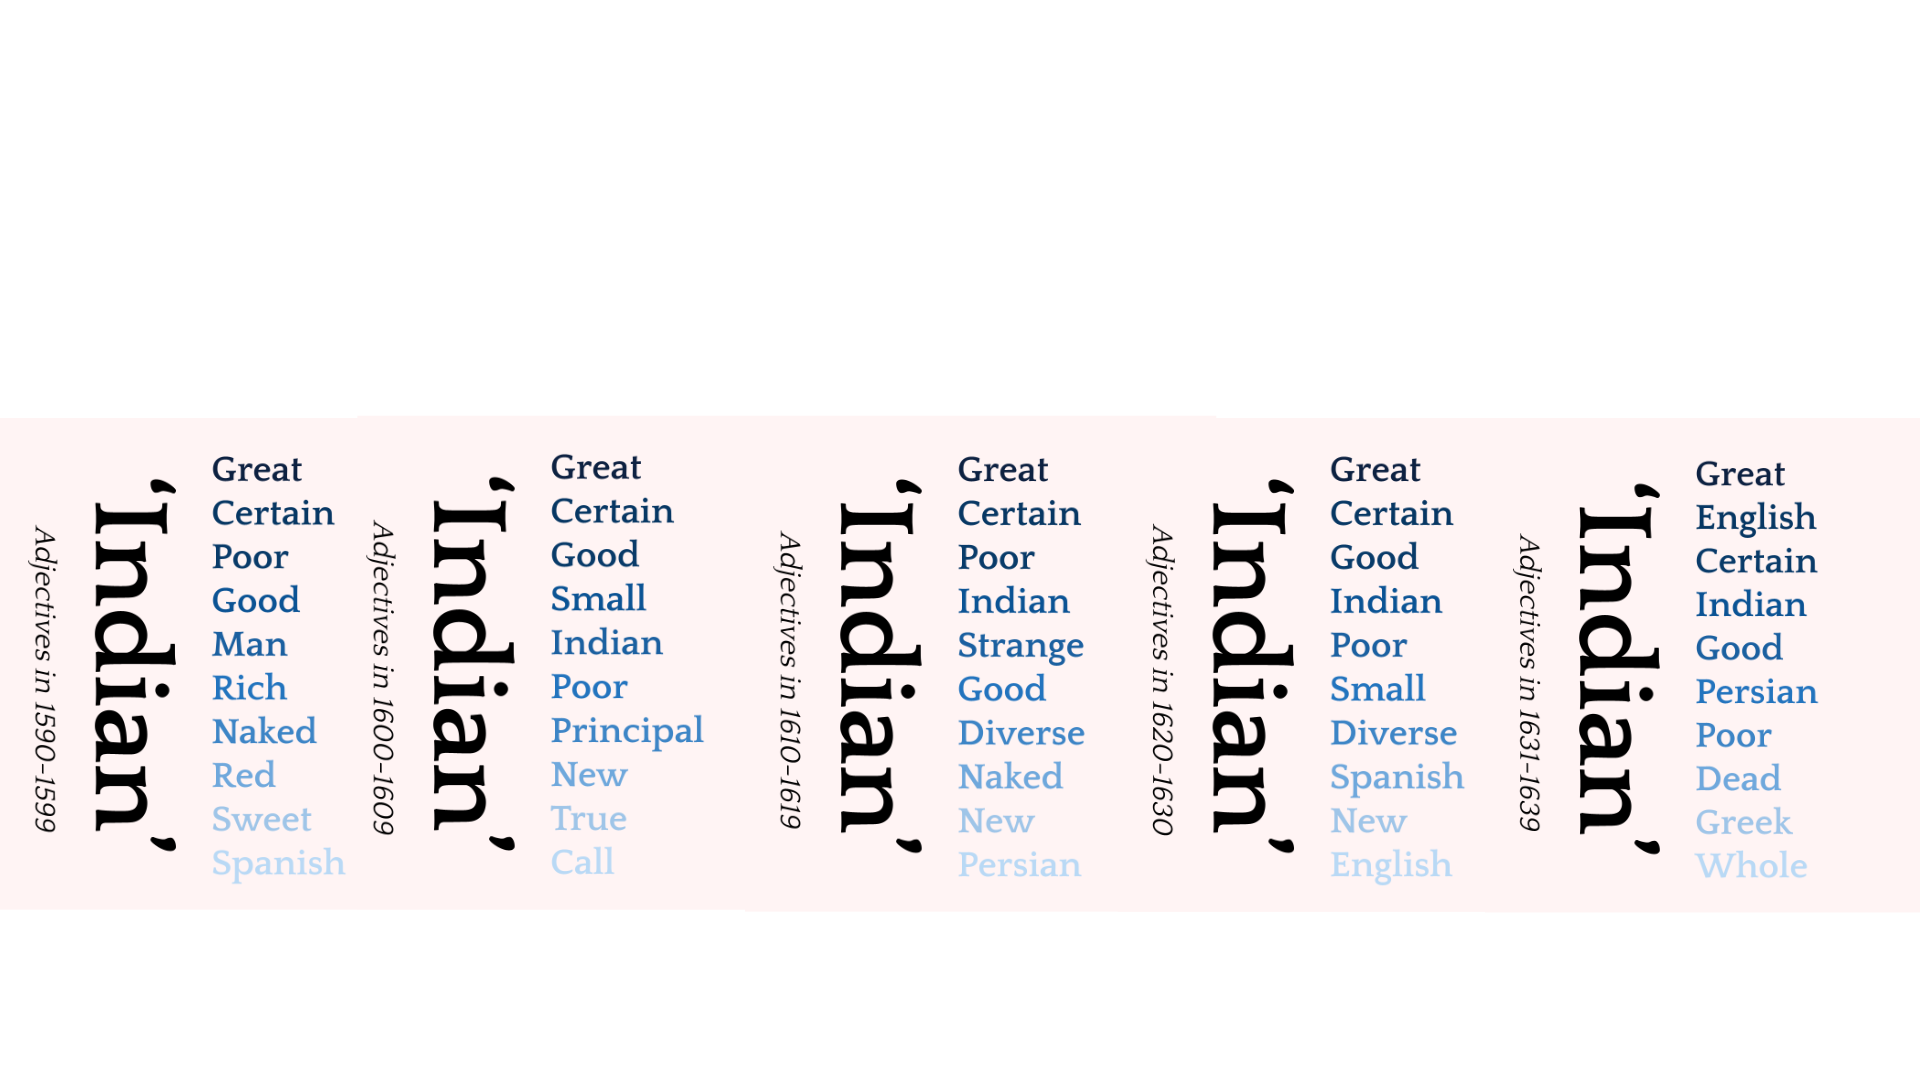 Adjectives in 1590-1599
‘Indian’
Great
Certain
Poor
Good
Man
Rich
Naked
Red
Sweet
Spanish
Adjectives in 1600-1609
‘Indian’
Great
Certain
Good
Small
Indian
Poor
Principal
New
True
Call
Adjectives in 1610-1619
‘Indian’
Great
Certain
Poor
Indian
Strange
Good
Diverse
Naked
New
Persian
Adjectives in 1620-1630
‘Indian’
Great
Certain
Good
Indian
Poor
Small
Diverse
Spanish
New
English
Adjectives in 1631-1639
‘Indian’
Great
English
Certain
Indian
Good
Persian
Poor
Dead
Greek
Whole